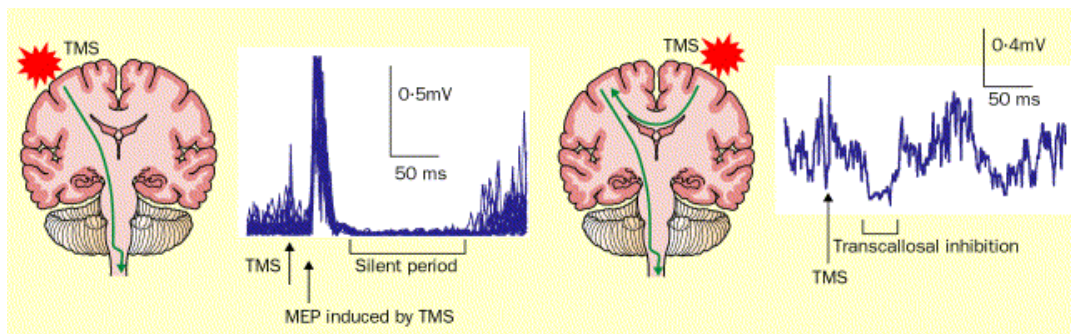 TMS
0·5mV
50 ms
TMS
Silent period
MEP induced by TMS
TMS
0·4mV
50 ms
Transcallosal inhibition
TMS